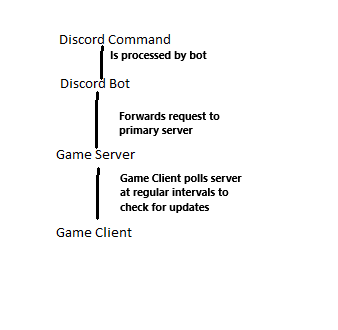 Discord Command
Is processed by bot
Discord Bot
Forwards request to
primary server
Game Server
Game Client polls server
at regular intervals to
check for updates
Game Client